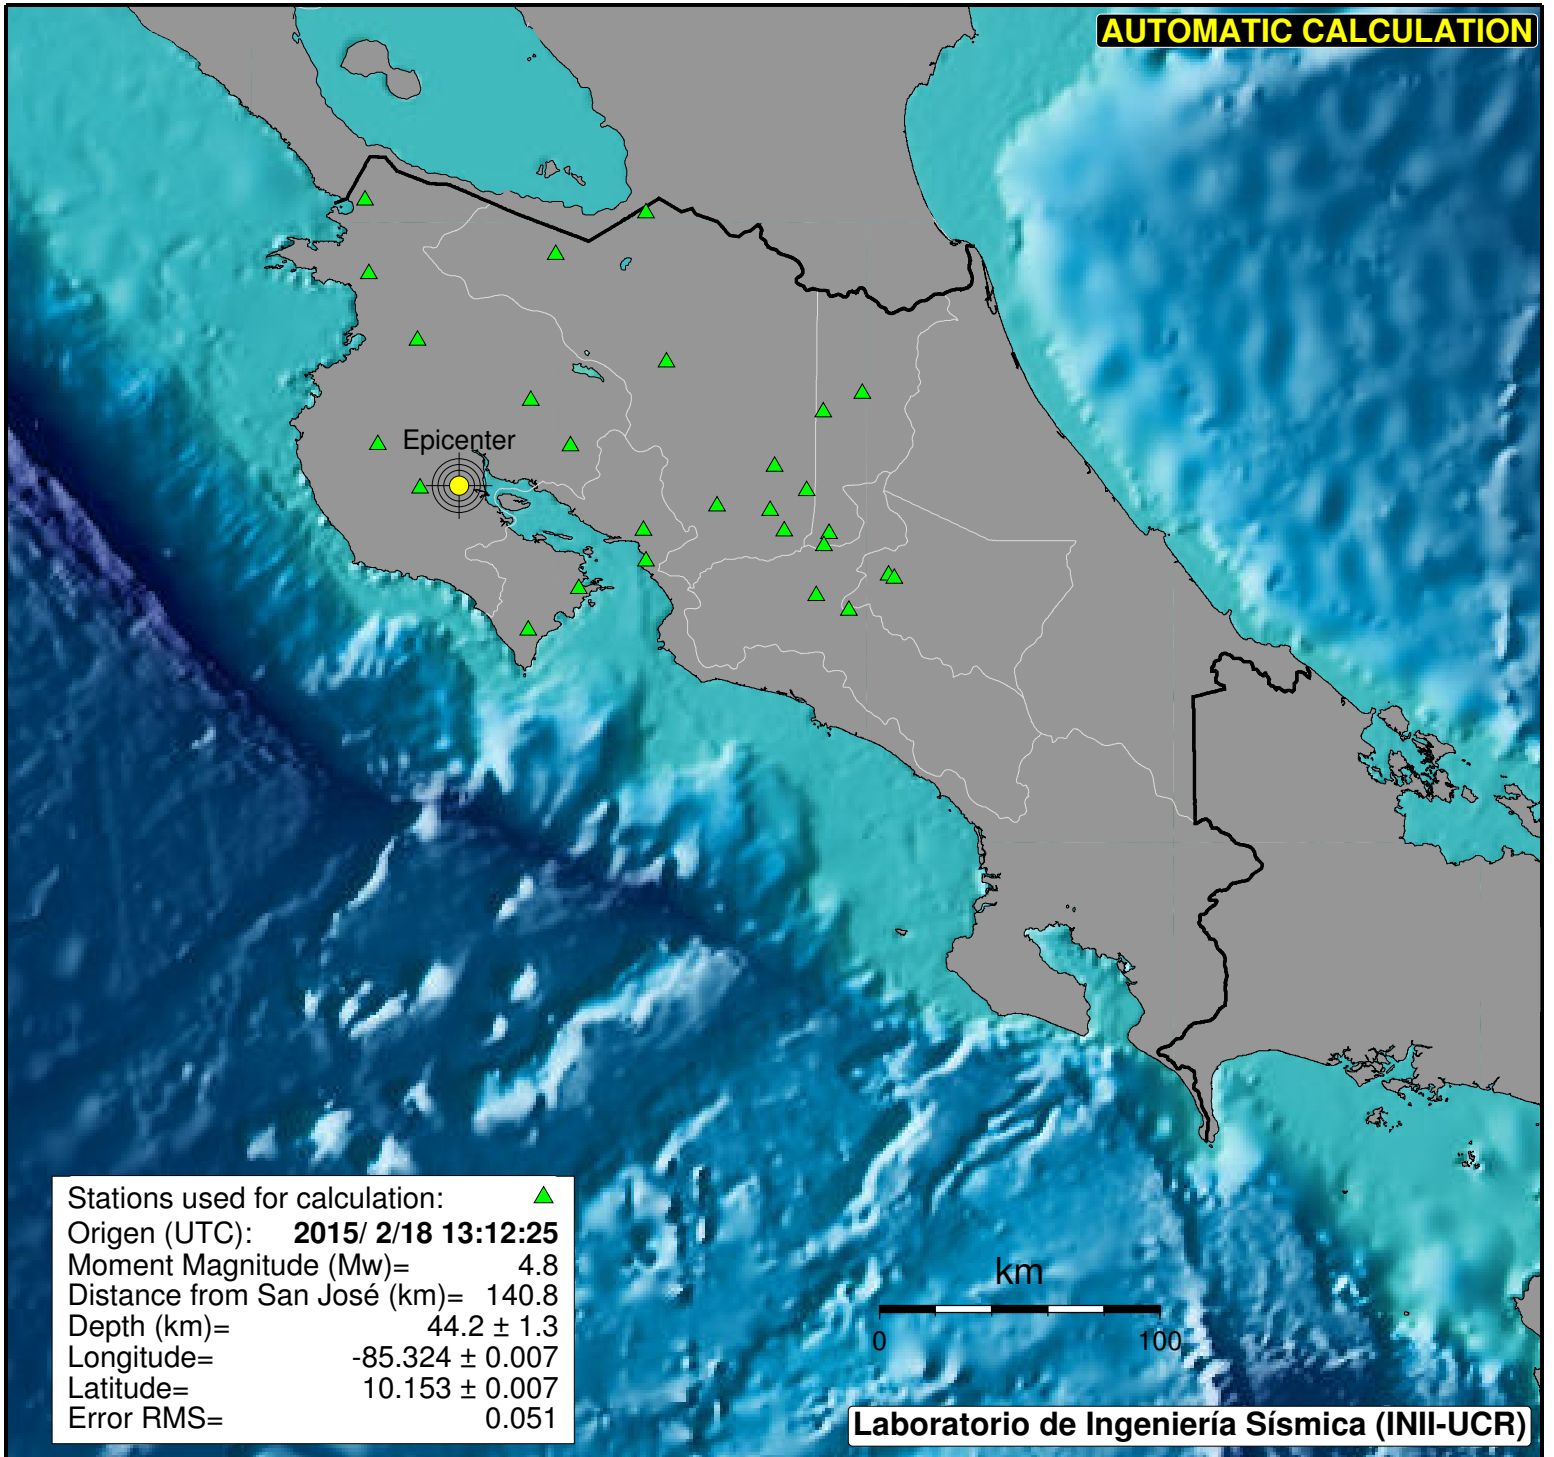 AUTOMATIC CALCULATION
Epicenter
Stations used for calculation:
Origen (UTC): 2015/ 2/18 13:12:25
Moment Magnitude (Mw)= 4.8
Distance from San José (km)= 140.8
Depth (km)= 44.2 ± 1.3
Longitude= -85.324 ± 0.007
Latitude= 10.153 ± 0.007
Error RMS= 0.051
km
0 100
Laboratorio de Ingeniería Sísmica (INII-UCR)